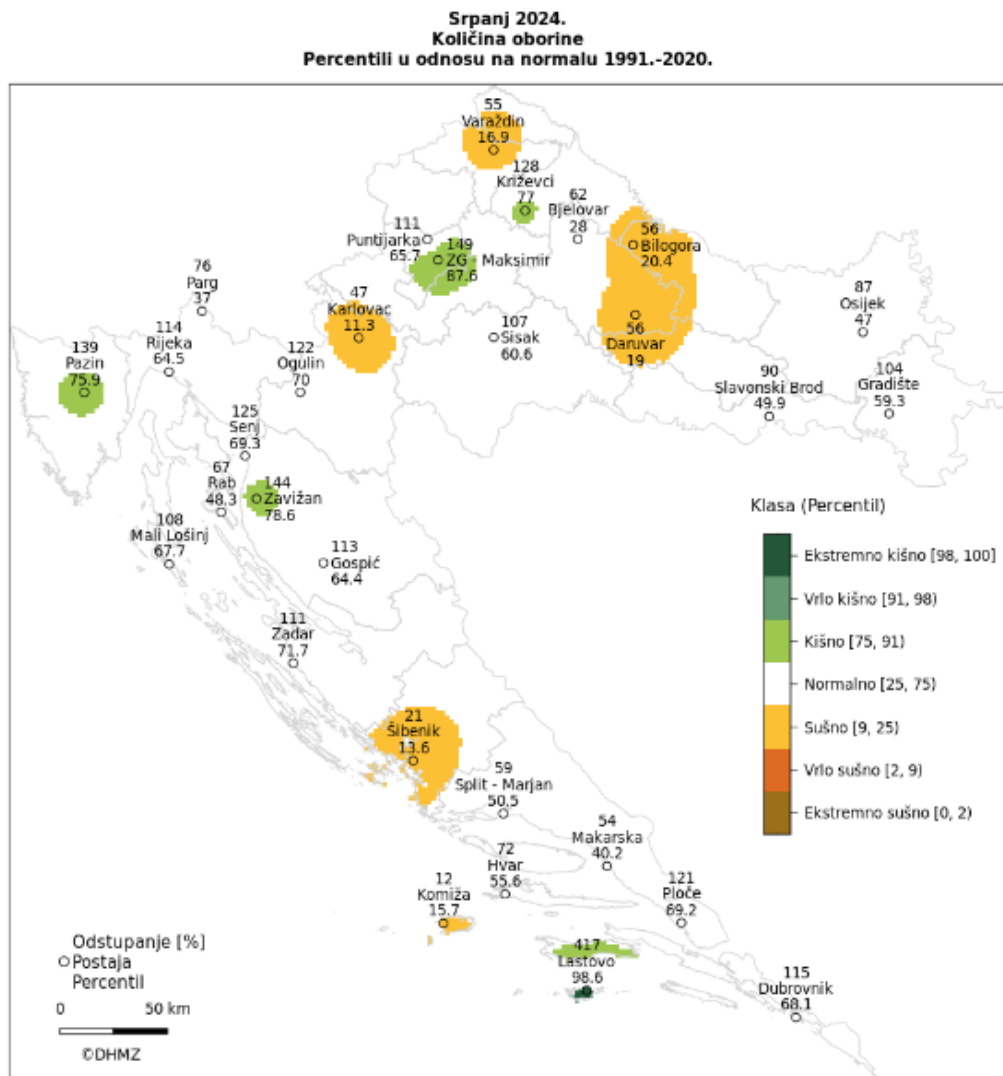 Srpanj 2024.
Količina oborine
Percentili u odnosu na normalu 1991.-2020.
55
Varaždin
16.9
128
Križevci
77
62
Bjelovar
28
111
Puntijarka
65.7
149
ZG - Maksimir
87.6
56
Bilogora
20.4
76
Parg
37
47
Karlovac
11.3
107
Sisak
60.6
56
Daruvar
19
87
Osijek
47
114
Rijeka
64.5
139
Pazin
75.9
122
Ogulin
70
90
Slavonski Brod
49.9
104
Gradište
59.3
125
Senj
69.3
67
Rab
48.3
144
Zavižan
78.6
108
Mali Lošinj
67.7
113
Gospić
64.4
111
Zadar
71.7
21
Šibenik
13.6
59
Split - Marjan
50.5
54
Makarska
40.2
72
Hvar
55.6
12
Komiža
15.7
121
Ploče
69.2
417
Lastovo
98.6
115
Dubrovnik
68.1
Klasa (Percentil)
Ekstremno kišno [98, 100]
Vrlo kišno [91, 98)
Kišno [75, 91)
Normalno [25, 75)
Sušno [9, 25)
Vrlo sušno [2, 9)
Ekstremno sušno [0, 2)
Odstupanje [%]
Postaja
Percentil
0 50 km
©DHMZ